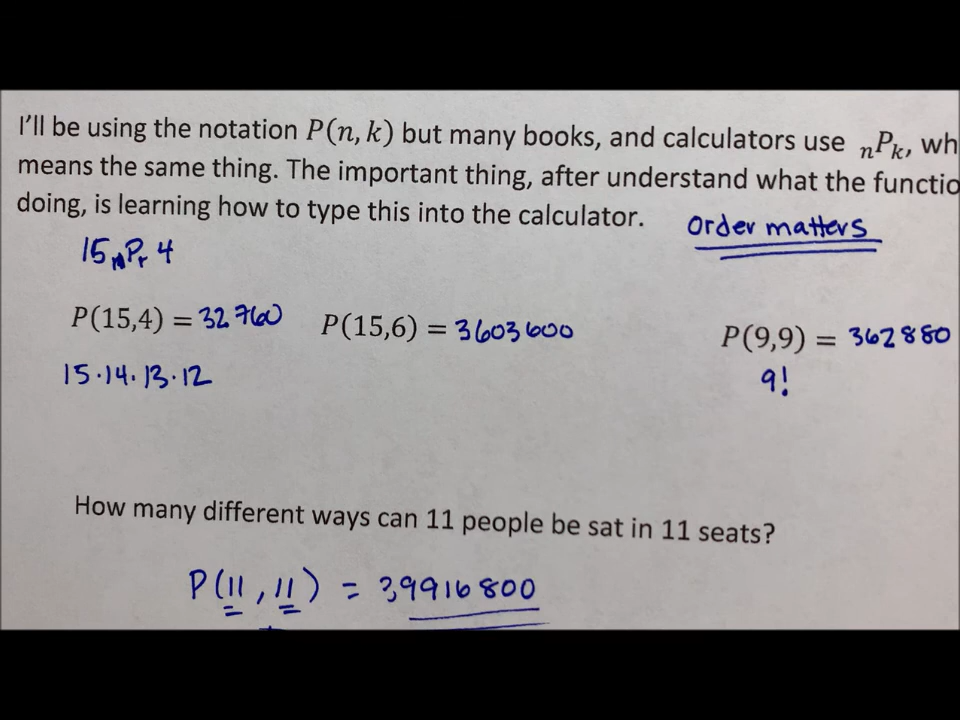 I'll be using the notation P(n, k) but many books, and calculators use ₙPₖ, wh
means the same thing. The important thing, after understand what the functio
doing, is learning how to type this into the calculator. Order matters
15 nPr 4
P(15,4) = 32760 P(15,6) = 3603600 P(9,9) = 362880
15·14·13·12 9!
How many different ways can 11 people be sat in 11 seats?
P(11, 11) = 39916800